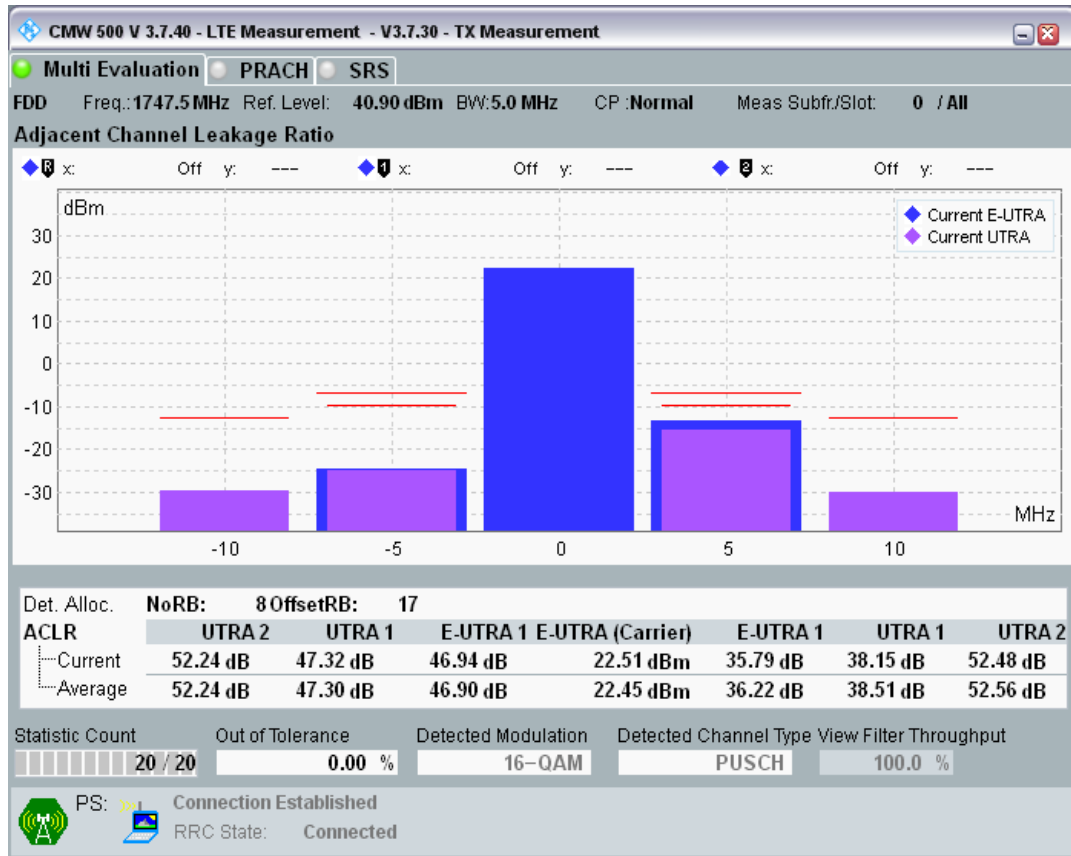 CMW 500 V 3.7.40 - LTE Measurement - V3.7.30 - TX Measurement
Multi Evaluation PRACH SRS
FDD Freq.:1747.5 MHz Ref. Level: 40.90 dBm BW:5.0 MHz CP :Normal Meas Subfr./Slot: 0 / All
Adjacent Channel Leakage Ratio
R x: Off y: --- 1 x: Off y: --- 2 x: Off y: ---
dBm
Current E-UTRA
Current UTRA
30
20
10
0
-10
-20
-30
MHz
-10 -5 0 5 10
Det. Alloc. NoRB: 8 OffsetRB: 17
ACLR UTRA 2 UTRA 1 E-UTRA 1 E-UTRA (Carrier) E-UTRA 1 UTRA 1 UTRA 2
Current 52.24 dB 47.32 dB 46.94 dB 22.51 dBm 35.79 dB 38.15 dB 52.48 dB
Average 52.24 dB 47.30 dB 46.90 dB 22.45 dBm 36.22 dB 38.51 dB 52.56 dB
Statistic Count Out of Tolerance Detected Modulation Detected Channel Type View Filter Throughput
20 / 20 0.00 % 16-QAM PUSCH 100.0 %
PS: Connection Established
RRC State: Connected